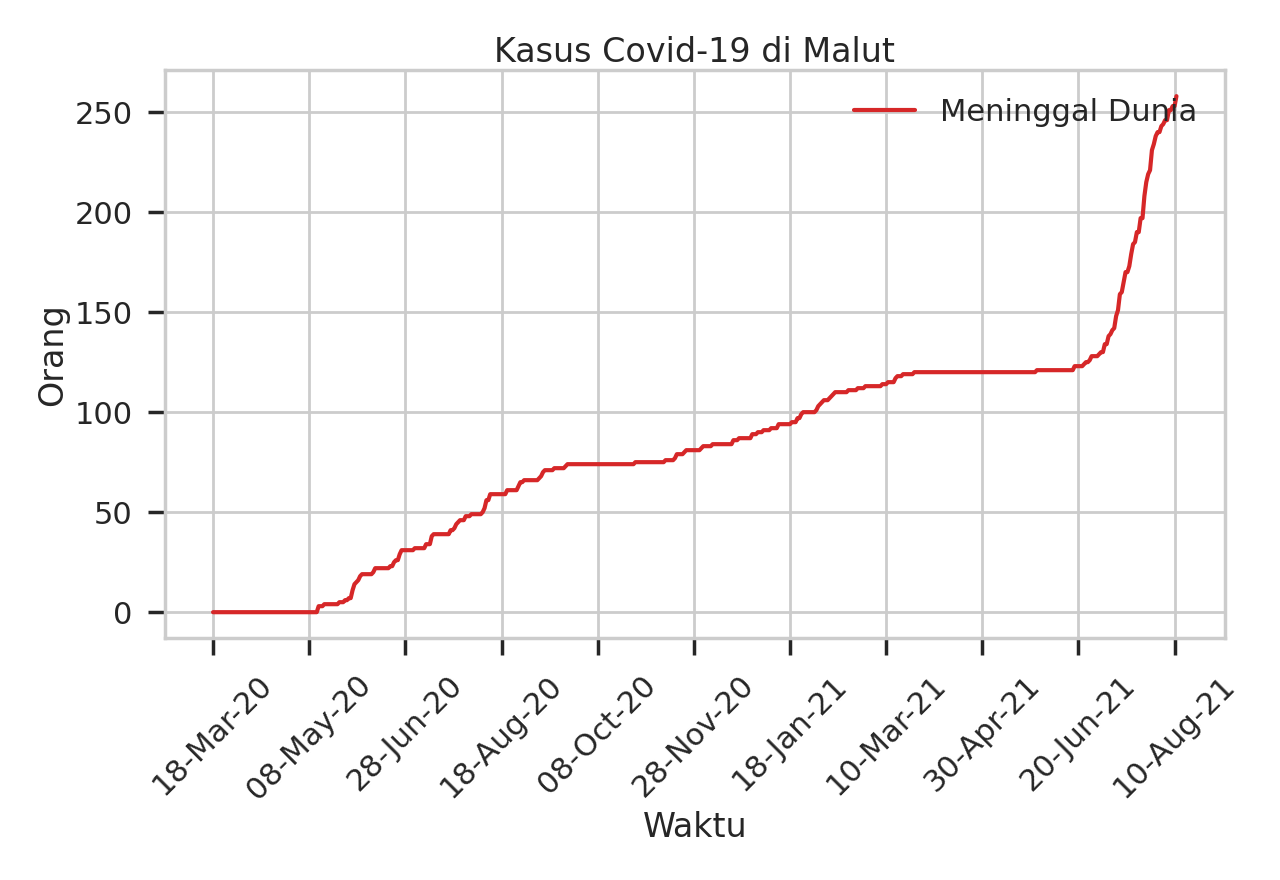 Kasus Covid-19 di Malut
Meninggal Dunia
Orang
250
200
150
100
50
0
18-Mar-20
08-May-20
28-Jun-20
18-Aug-20
08-Oct-20
28-Nov-20
18-Jan-21
10-Mar-21
30-Apr-21
20-Jun-21
10-Aug-21
Waktu